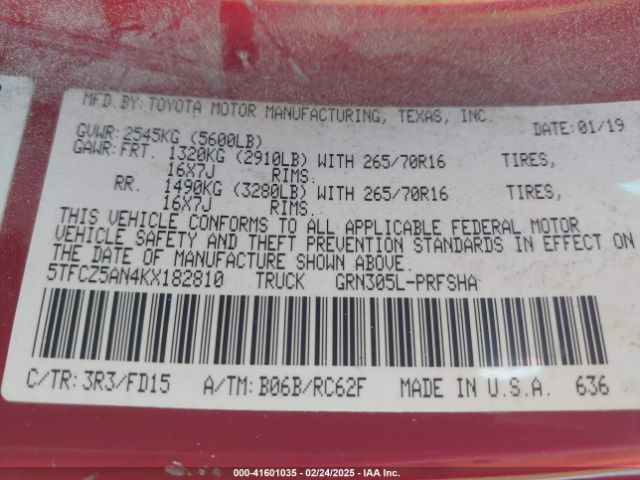 MFD.BY: TOYOTA MOTOR MANUFACTURING, TEXAS, INC.
GVWR: 2545KG (5600LB) DATE: 01/19
GAWR: FRT. 1320KG (2910LB) WITH 265/70R16 TIRES,
16X7J RIMS.
RR. 1490KG (3280LB) WITH 265/70R16 TIRES,
16X7J RIMS.
THIS VEHICLE CONFORMS TO ALL APPLICABLE FEDERAL MOTOR
VEHICLE SAFETY AND THEFT PREVENTION STANDARDS IN EFFECT ON
THE DATE OF MANUFACTURE SHOWN ABOVE.
5TFCZ5AN4KX182810 TRUCK GRN305L-PRFSHA
C/TR: 3R3/FD15 A/TM: B06B/RC62F MADE IN U.S.A. 636
000-41601035 - 02/24/2025 - IAA Inc.